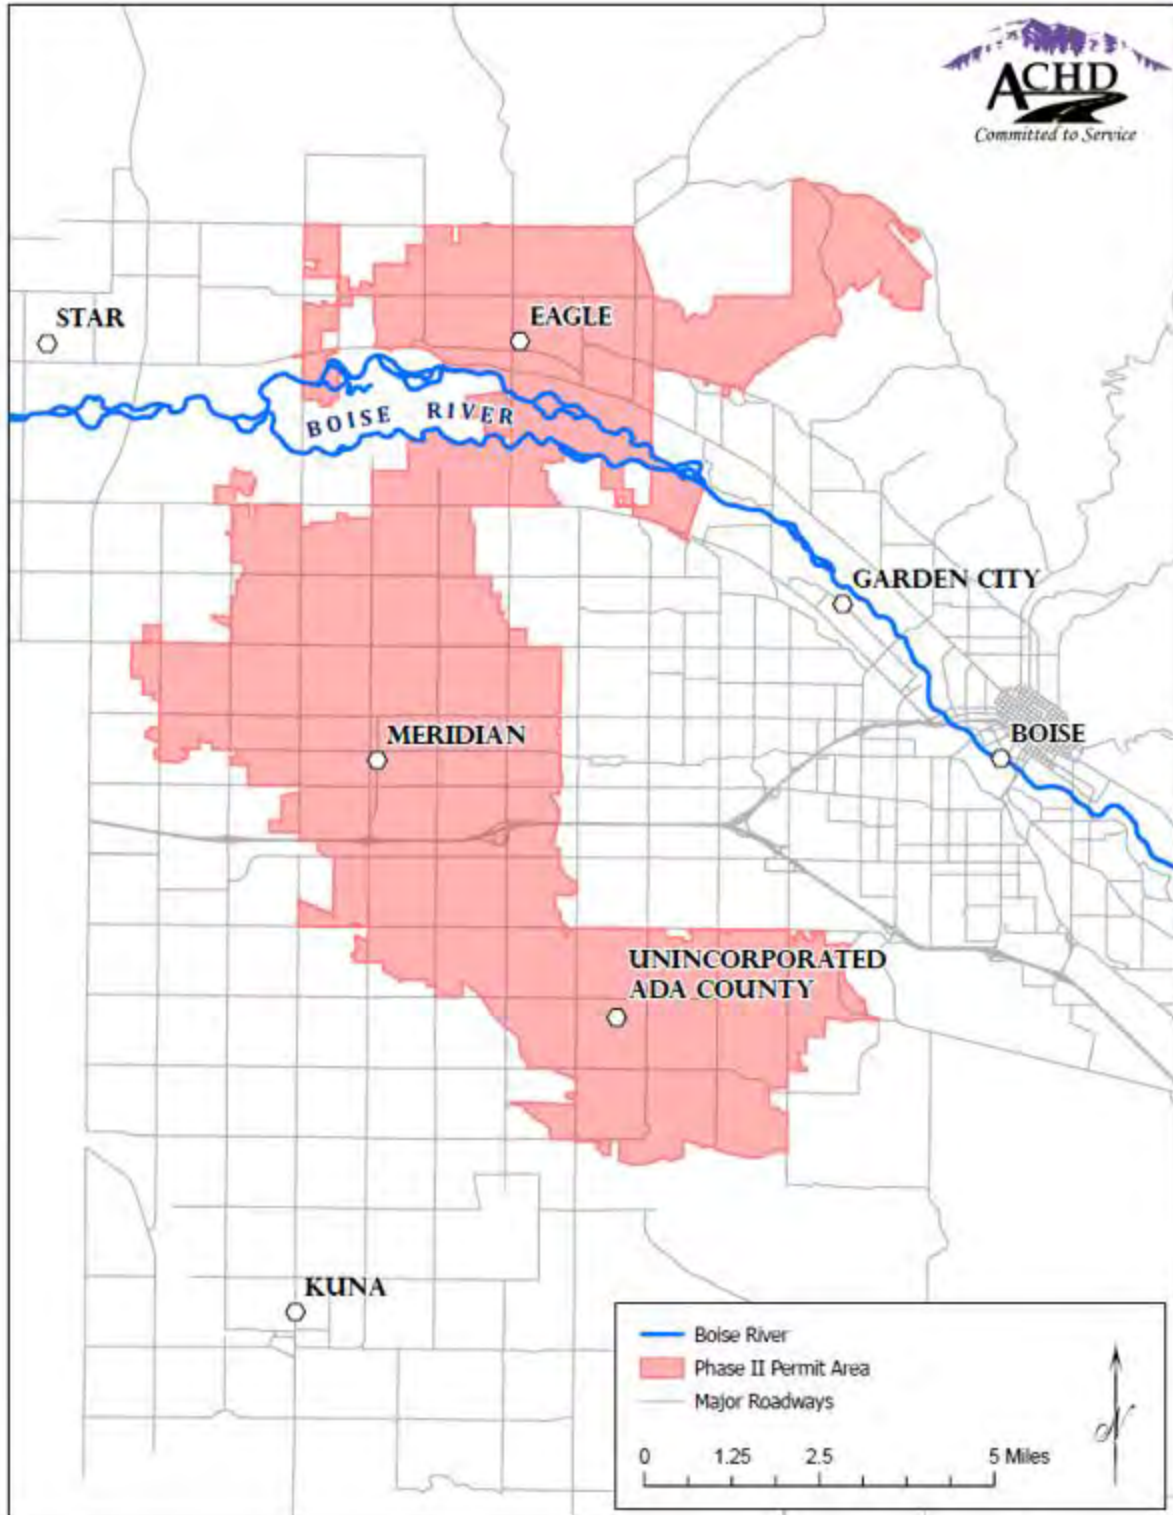 ACHD
Committed to Service
STAR
EAGLE
BOISE RIVER
GARDEN CITY
BOISE
MERIDIAN
UNINCORPORATED
ADA COUNTY
KUNA
Boise River
Phase II Permit Area
Major Roadways
N
0 1.25 2.5 5 Miles